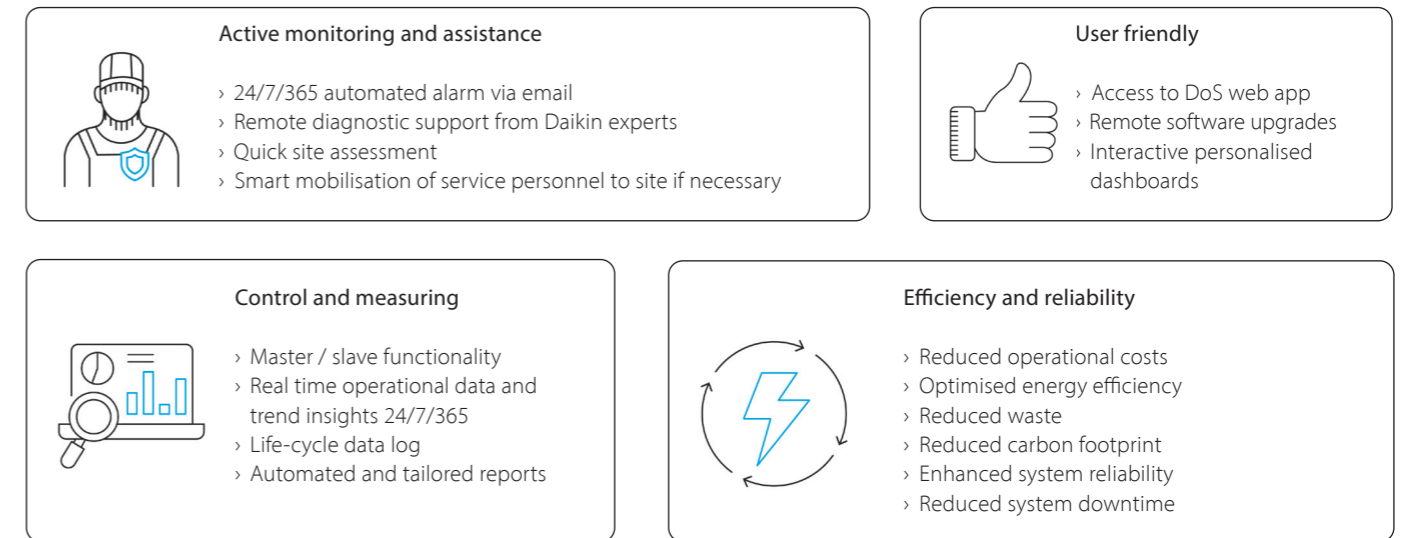 Active monitoring and assistance
› 24/7/365 automated alarm via email
› Remote diagnostic support from Daikin experts
› Quick site assessment
› Smart mobilisation of service personnel to site if necessary
User friendly
› Access to DoS web app
› Remote software upgrades
› Interactive personalised
dashboards
Control and measuring
› Master / slave functionality
› Real time operational data and
trend insights 24/7/365
› Life-cycle data log
› Automated and tailored reports
Efficiency and reliability
› Reduced operational costs
› Optimised energy efficiency
› Reduced waste
› Reduced carbon footprint
› Enhanced system reliability
› Reduced system downtime